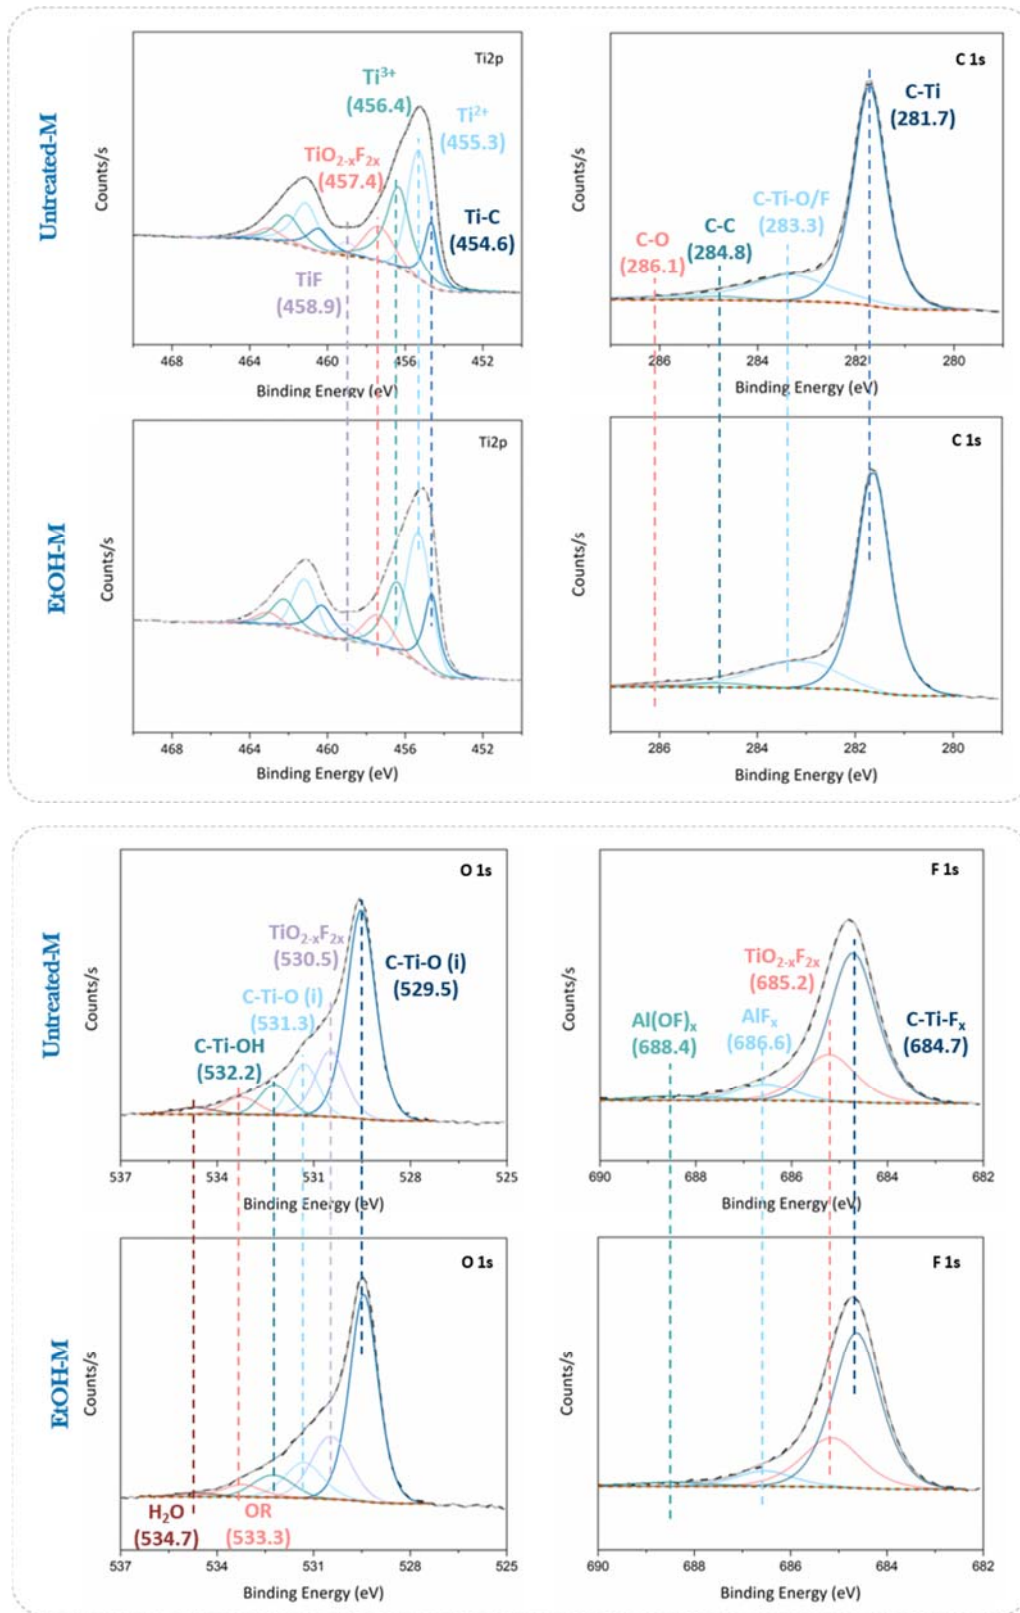 Untreated-M
Ti2p
Ti³⁺
(456.4)
Ti²⁺
(455.3)
TiO₂₋ₓF₂ₓ
(457.4)
Ti-C
(454.6)
TiF
(458.9)
Counts/s
468 464 460 456 452
Binding Energy (eV)
C 1s
C-Ti
(281.7)
C-Ti-O/F
(283.3)
C-C
(284.8)
C-O
(286.1)
Counts/s
286 284 282 280
Binding Energy (eV)
EtOH-M
Ti2p
Counts/s
468 464 460 456 452
Binding Energy (eV)
C 1s
Counts/s
286 284 282 280
Binding Energy (eV)
Untreated-M
O 1s
TiO₂₋ₓF₂ₓ
(530.5)
C-Ti-O (i)
(529.5)
C-Ti-O (i)
(531.3)
C-Ti-OH
(532.2)
Counts/s
537 534 531 528 525
Binding Energy (eV)
F 1s
TiO₂₋ₓF₂ₓ
(685.2)
Al(OF)ₓ
(688.4)
AlFₓ
(686.6)
C-Ti-Fₓ
(684.7)
Counts/s
690 688 686 684 682
Binding Energy (eV)
EtOH-M
O 1s
Counts/s
H₂O
(534.7)
OR
(533.3)
537 534 531 528 525
Binding Energy (eV)
F 1s
Counts/s
690 688 686 684 682
Binding Energy (eV)